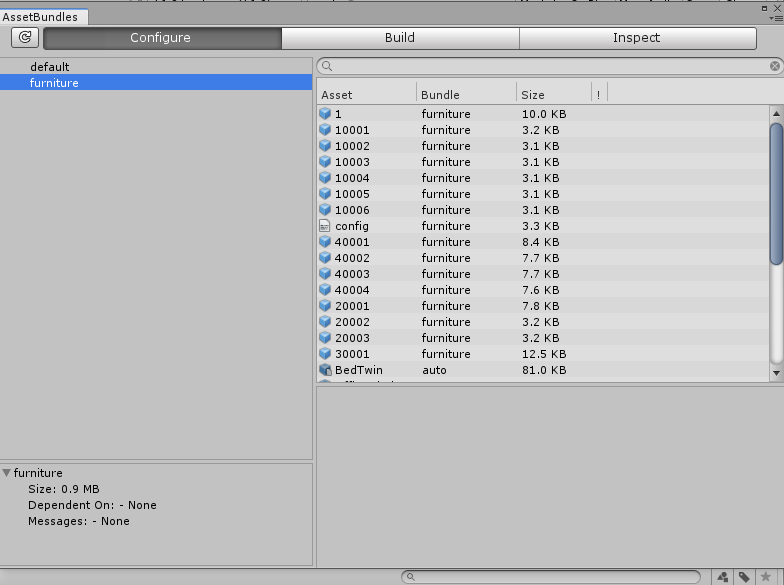 AssetBundles
Configure Build Inspect
default
furniture
Asset Bundle Size !
1 furniture 10.0 KB
10001 furniture 3.2 KB
10002 furniture 3.1 KB
10003 furniture 3.1 KB
10004 furniture 3.1 KB
10005 furniture 3.1 KB
10006 furniture 3.1 KB
config furniture 3.3 KB
40001 furniture 8.4 KB
40002 furniture 7.7 KB
40003 furniture 7.7 KB
40004 furniture 7.6 KB
20001 furniture 7.8 KB
20002 furniture 3.2 KB
20003 furniture 3.2 KB
30001 furniture 12.5 KB
BedTwin auto 81.0 KB
furniture
Size: 0.9 MB
Dependent On: - None
Messages: - None